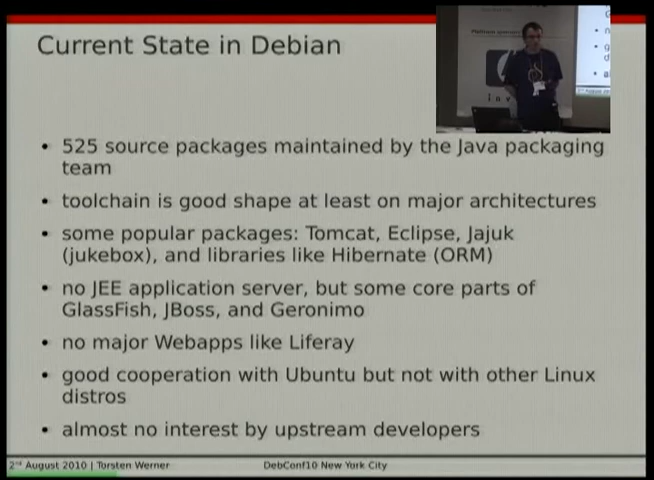 Current State in Debian
• 525 source packages maintained by the Java packaging
team
• toolchain is good shape at least on major architectures
• some popular packages: Tomcat, Eclipse, Jajuk
(jukebox), and libraries like Hibernate (ORM)
• no JEE application server, but some core parts of
GlassFish, JBoss, and Geronimo
• no major Webapps like Liferay
• good cooperation with Ubuntu but not with other Linux
distros
• almost no interest by upstream developers
2nd August 2010 | Torsten Werner
DebConf10 New York City